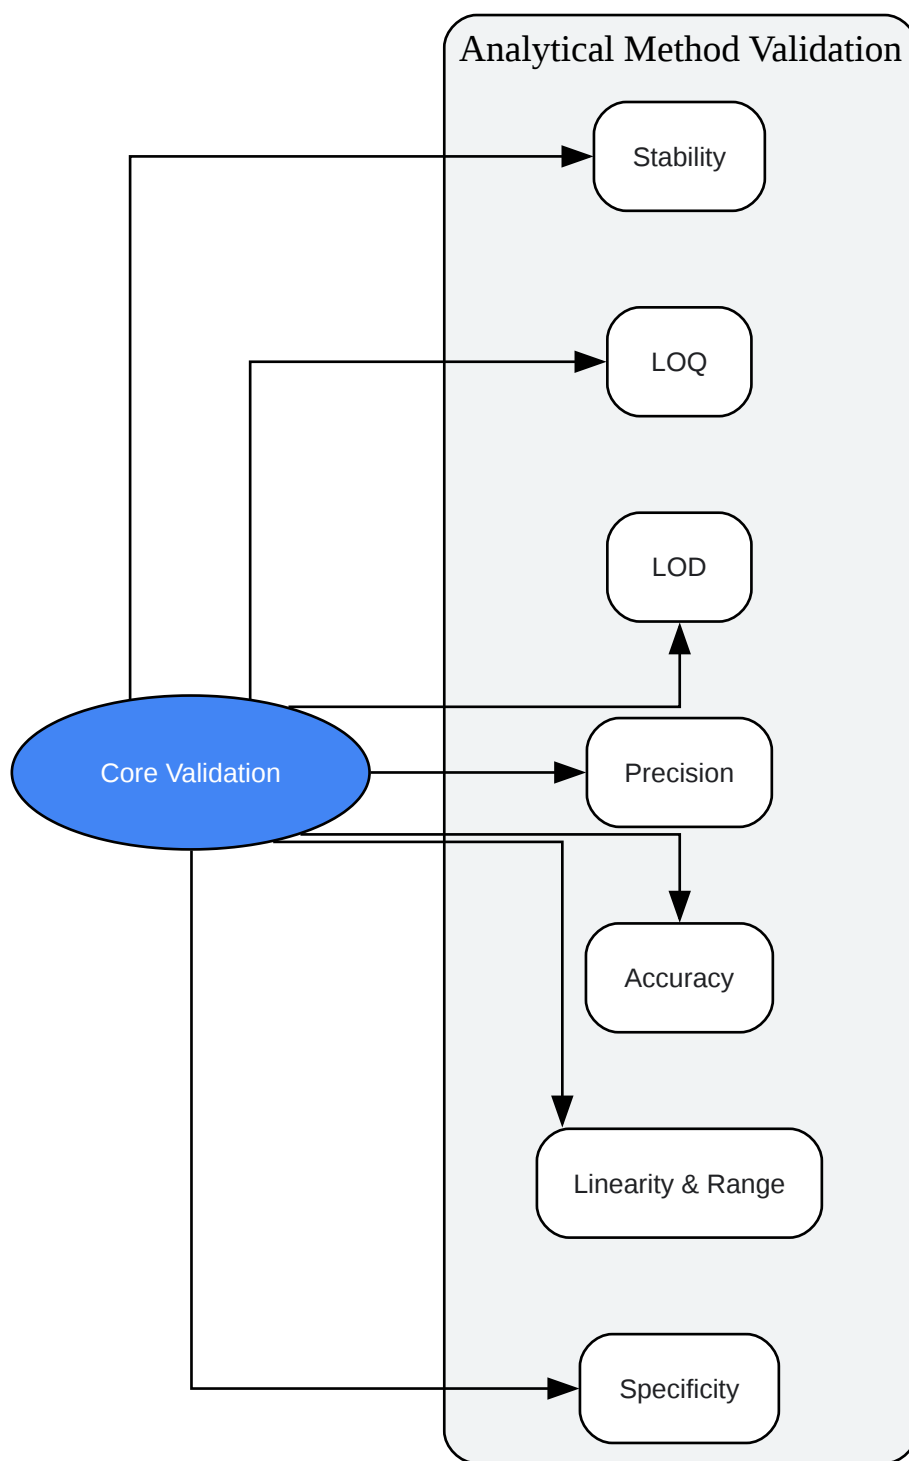 Analytical Method Validation
Stability
LOQ
LOD
Core Validation
Precision
Accuracy
Linearity & Range
Specificity